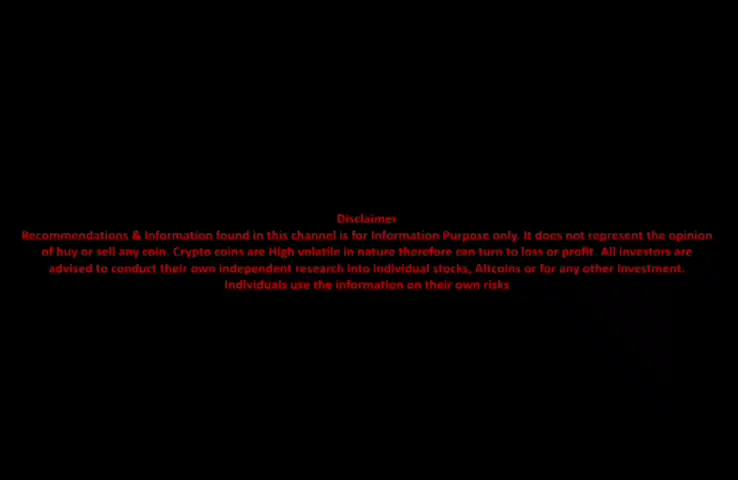 Disclaimer
Recommendations & Information found in this channel is for Information Purpose only. It does not represent the opinion
of buy or sell any coin. Crypto coins are High volatile in nature therefore can turn to loss or profit. All investors are
advised to conduct their own independent research into individual stocks, Altcoins or for any other investment.
Individuals use the information on their own risks